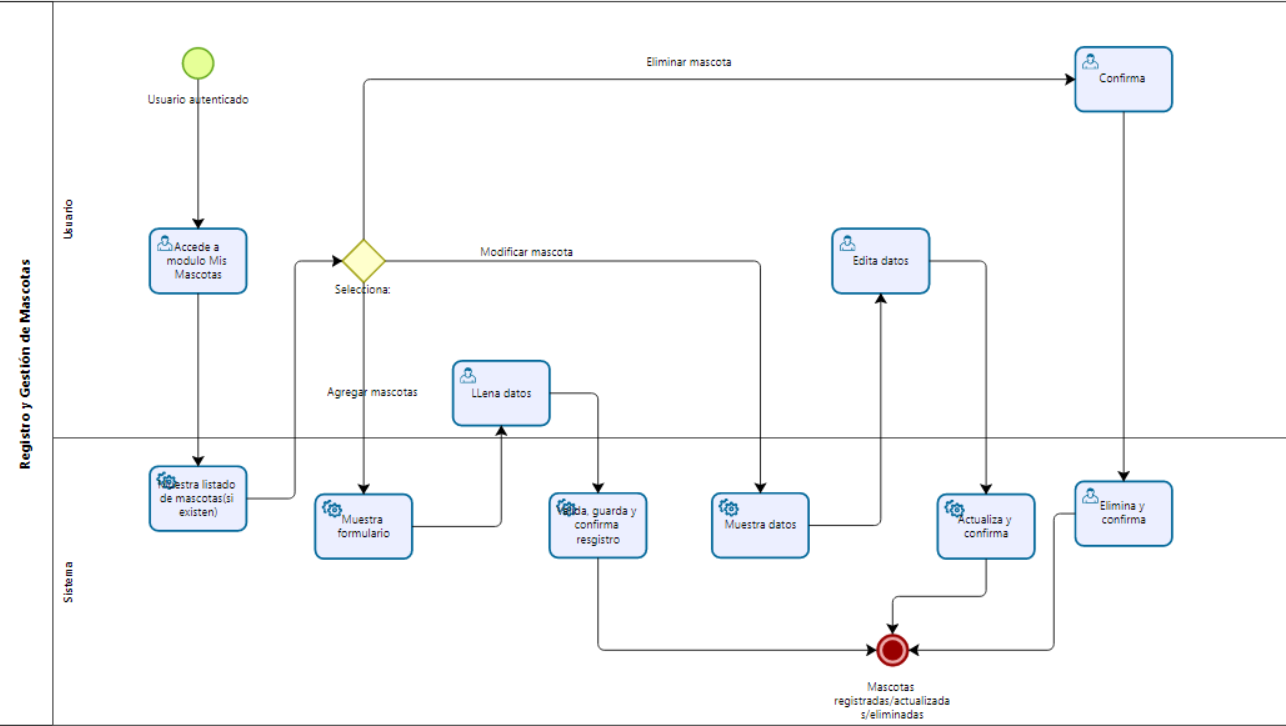 Registro y Gestión de Mascotas
Usuario
Sistema
Usuario autenticado
Accede a
modulo Mis
Mascotas
Muestra listado
de mascotas(si
existen)
Selecciona:
Eliminar mascota
Modificar mascota
Agregar mascotas
Muestra
formulario
LLena datos
Valida, guarda y
confirma
resgistro
Muestra datos
Edita datos
Actualiza y
confirma
Confirma
Elimina y
confirma
Mascotas
registradas/actualizada
s/eliminadas